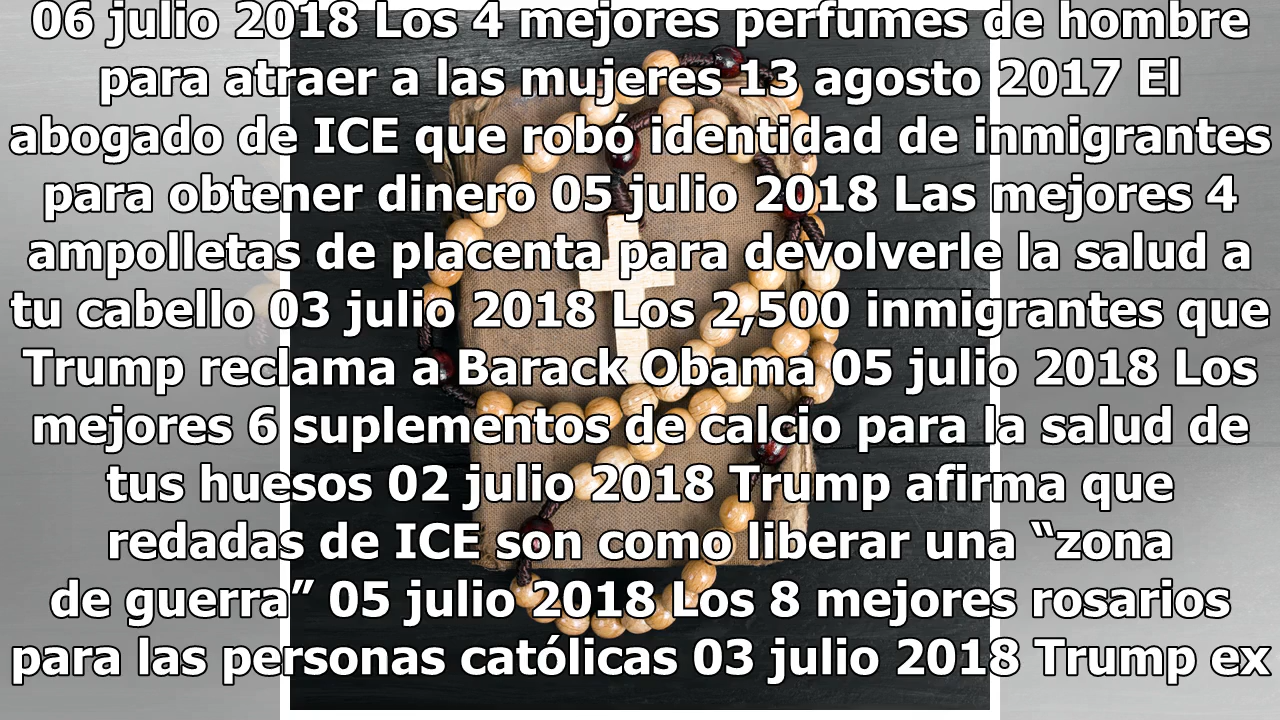 06 julio 2018 Los 4 mejores perfumes de hombre
para atraer a las mujeres 13 agosto 2017 El
abogado de ICE que robó identidad de inmigrantes
para obtener dinero 05 julio 2018 Las mejores 4
ampolletas de placenta para devolverle la salud a
tu cabello 03 julio 2018 Los 2,500 inmigrantes que
Trump reclama a Barack Obama 05 julio 2018 Los
mejores 6 suplementos de calcio para la salud de
tus huesos 02 julio 2018 Trump afirma que
redadas de ICE son como liberar una “zona
de guerra” 05 julio 2018 Los 8 mejores rosarios
para las personas católicas 03 julio 2018 Trump ex